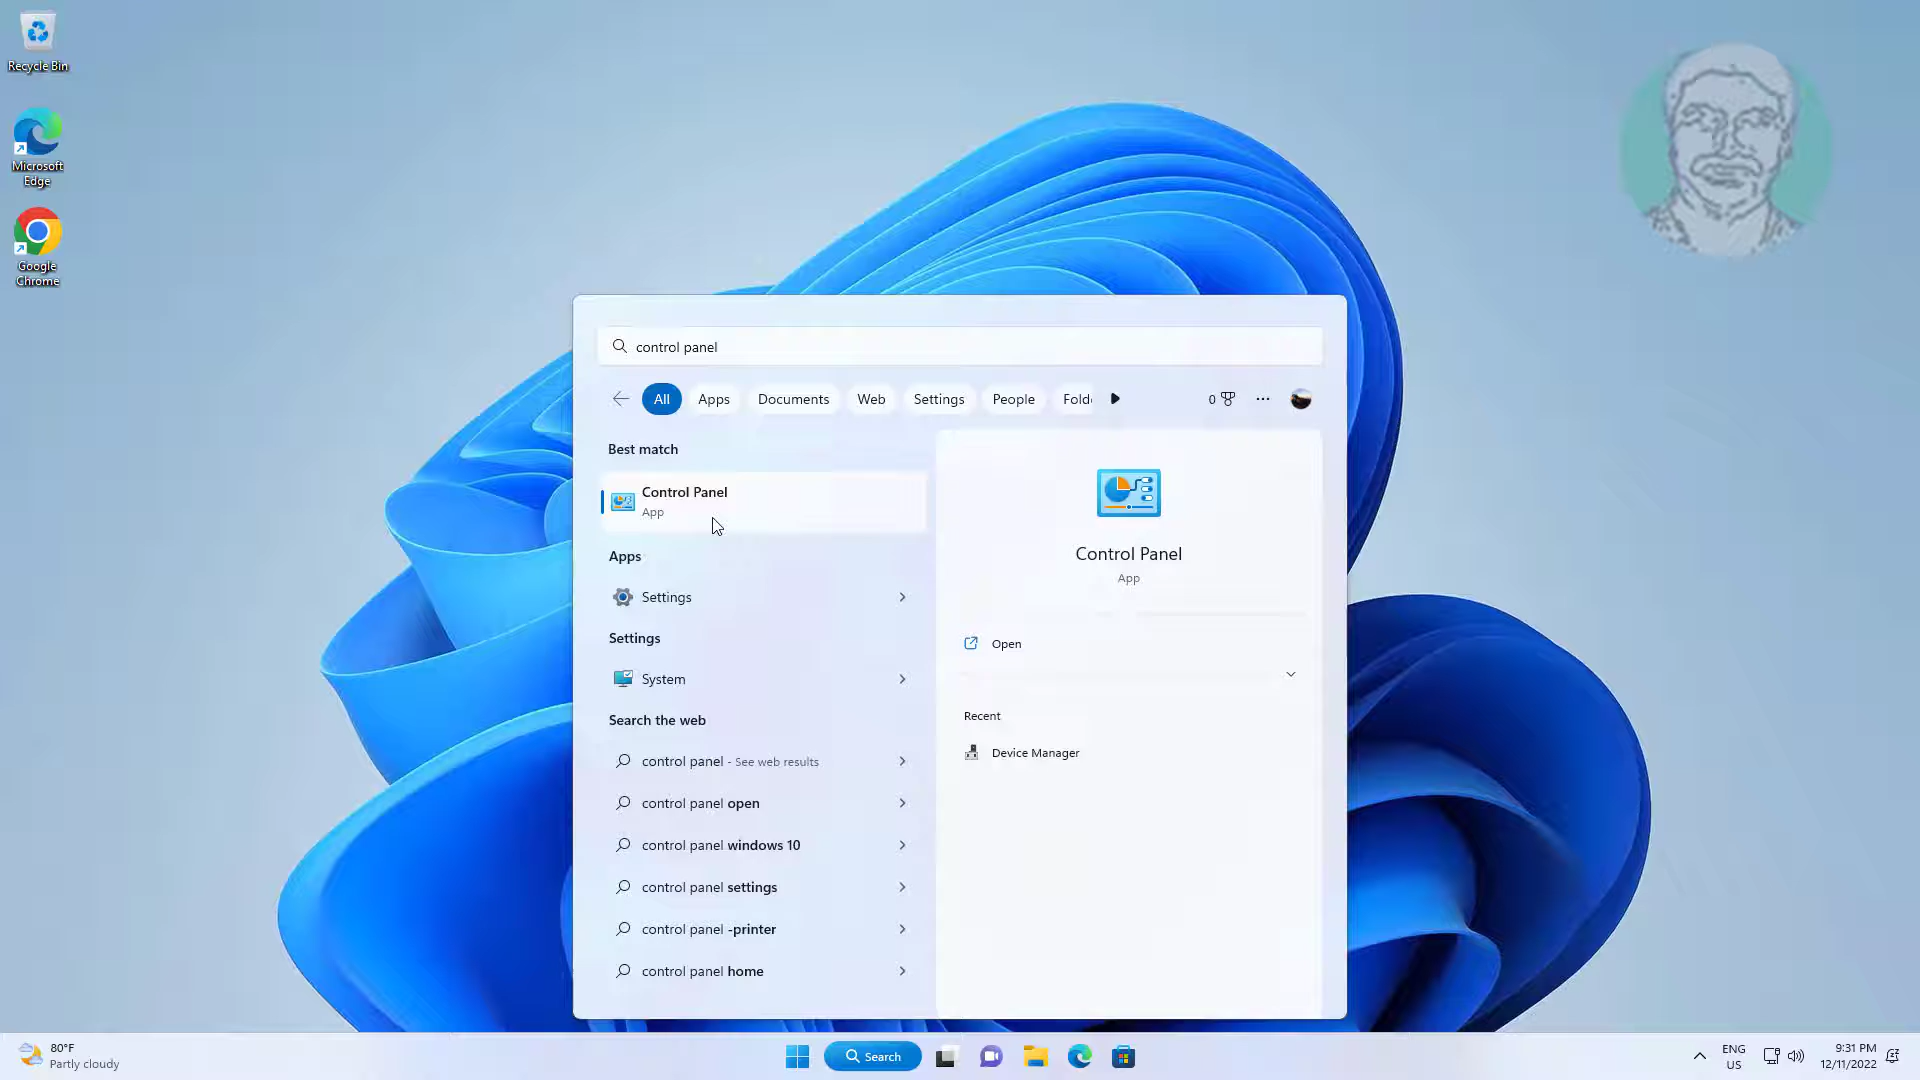 Recycle Bin
Microsoft
Edge
Google
Chrome
control panel
All
Apps
Documents
Web
Settings
People
Fold
0
Best match
Control Panel
App
Apps
Settings
Settings
System
Search the web
control panel - See web results
control panel open
control panel windows 10
control panel settings
control panel -printer
control panel home
Control Panel
App
Open
Recent
Device Manager
80°F
Partly cloudy
Search
ENG
US
9:31 PM
12/11/2022